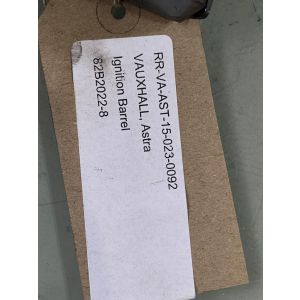 RR-VA-AST-15-023-0092
VAUXHALL, Astra
Ignition Barrel
82B2022-8